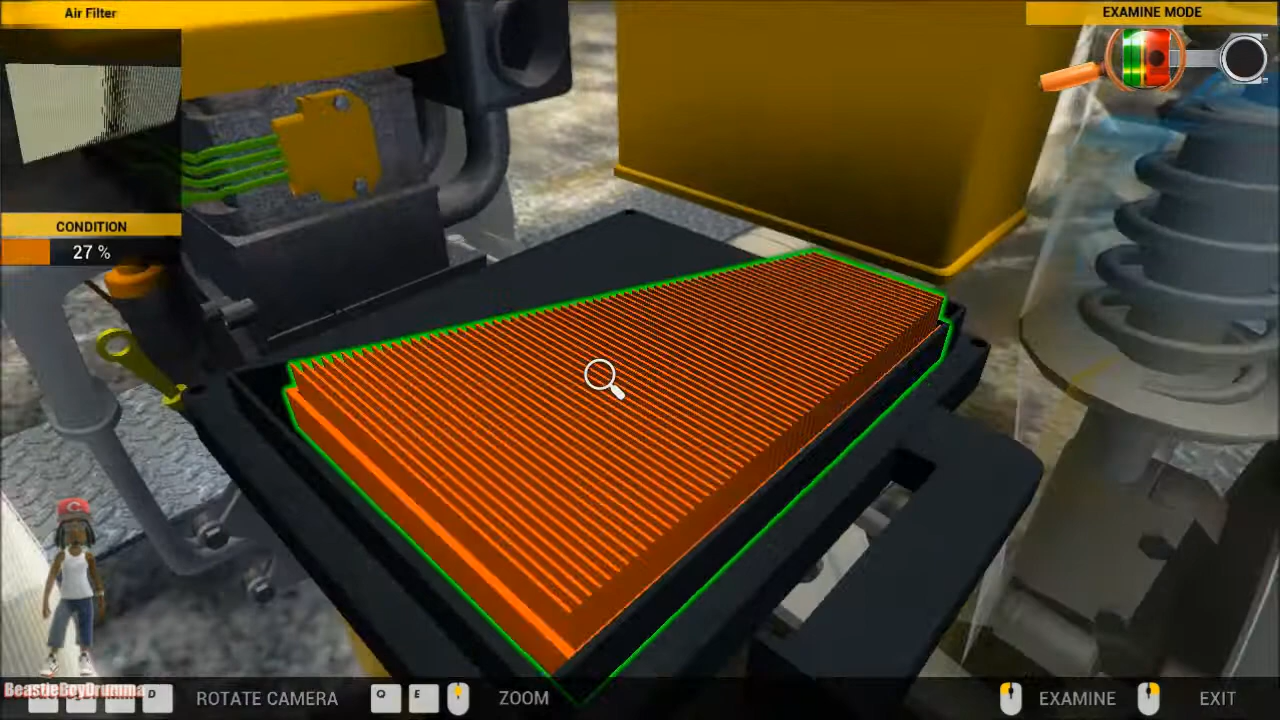 Air Filter
EXAMINE MODE
CONDITION
27 %
C
BeastieBoyDrumma
D
ROTATE CAMERA
Q
E
ZOOM
EXAMINE
EXIT